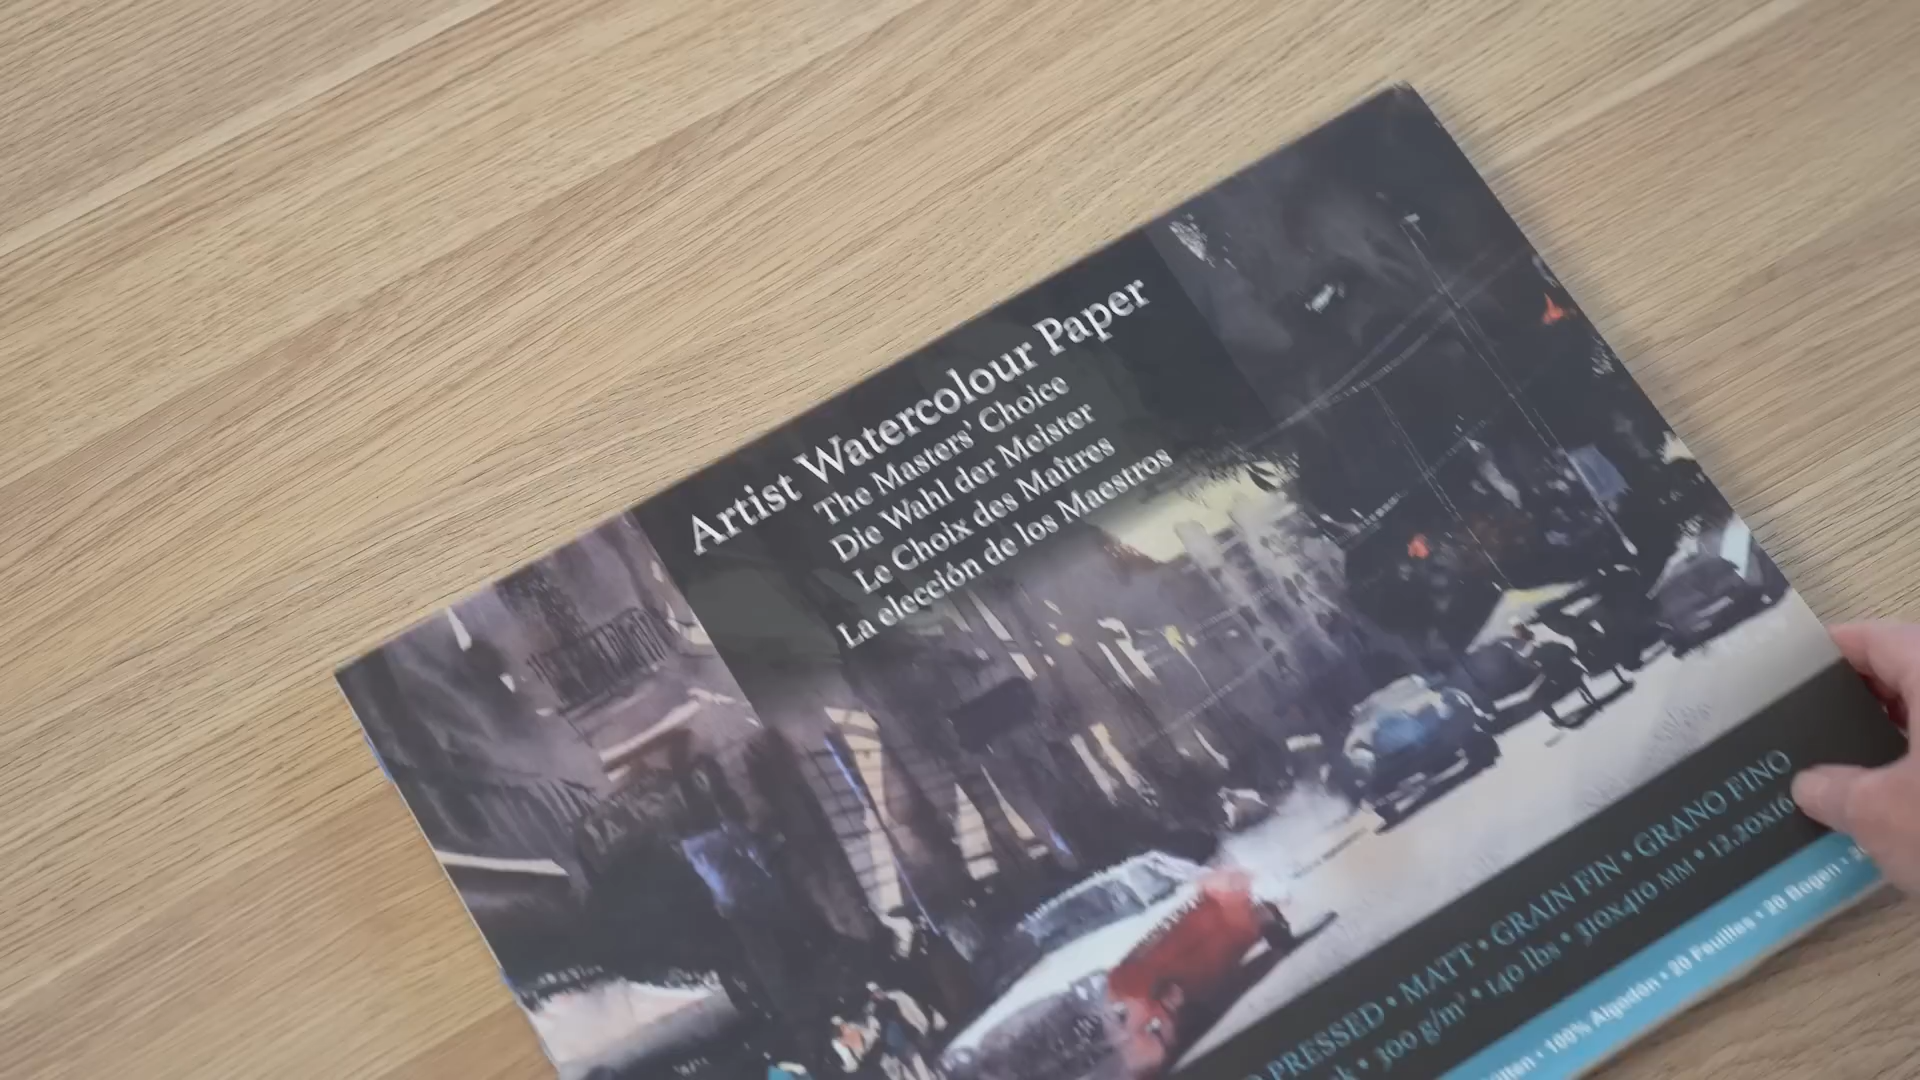 Artist Watercolour Paper
The Masters' Choice
Die Wahl der Meister
Le Choix des Maîtres
La elección de los Maestros
PRESSED • MATT • GRAIN FIN • GRANO FINO
• 300 g/m² • 140 lbs • 310x410 MM • 12,20x16
• 100% Algodón • 20 Feuilles • 20 Bogen •